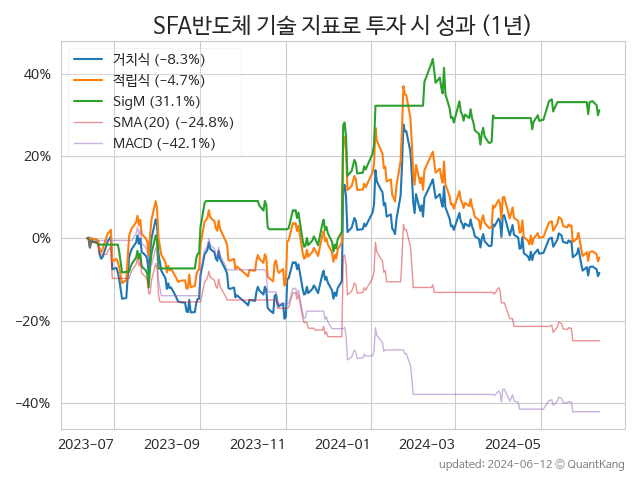 SFA반도체 기술 지표로 투자 시 성과 (1년)
거치식 (−8.3%)
적립식 (−4.7%)
SigM (31.1%)
SMA(20) (−24.8%)
MACD (−42.1%)
40%
20%
0%
−20%
−40%
2023−07 2023−09 2023−11 2024−01 2024−03 2024−05
updated: 2024−06−12 © QuantKang